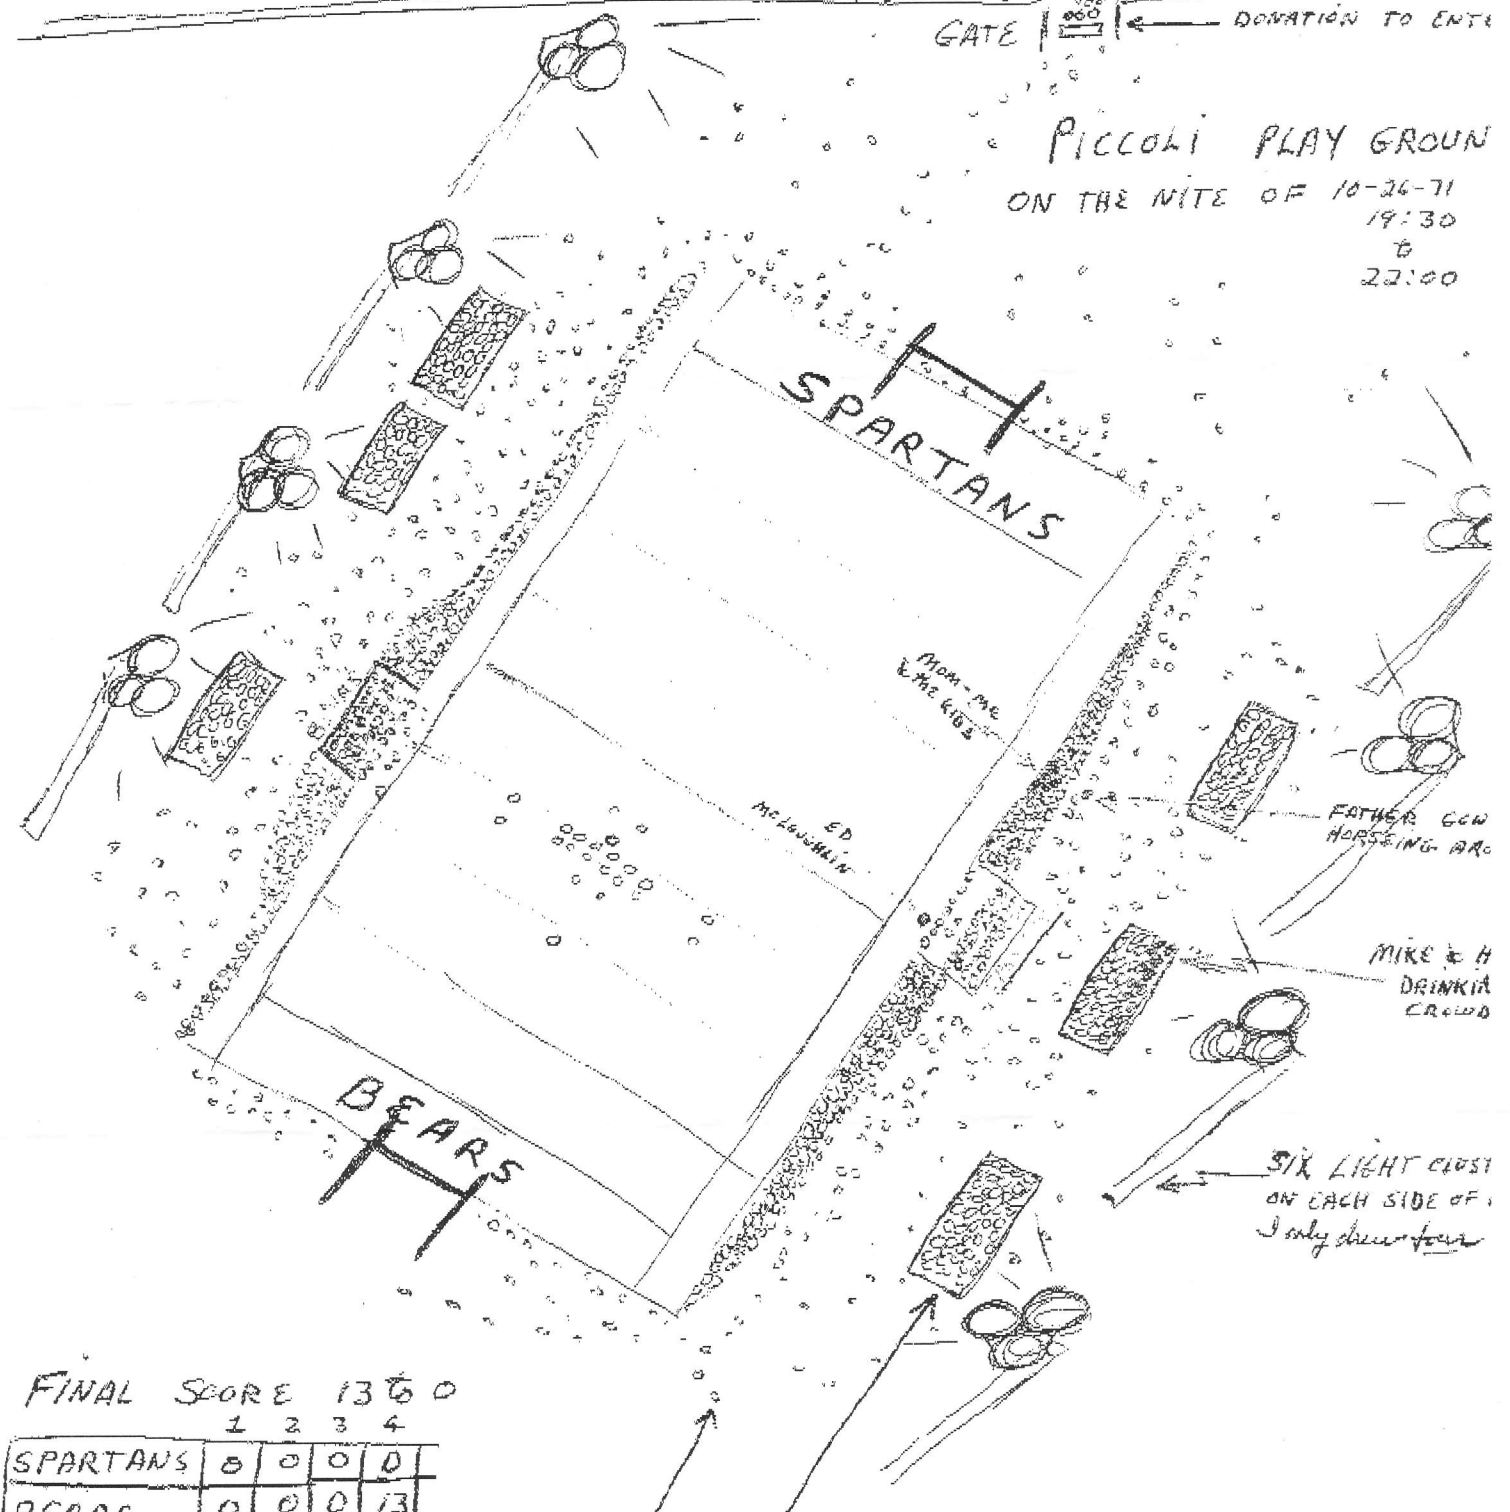 GATE
DONATION TO ENTE
PICCOLI PLAY GROUN
ON THE NITE OF 10-26-71
19:30
to
22:00
SPARTANS
MOM - ME
& THE KIDS
ED
MCLOUGHLIN
FATHER GOW
HORSEING ARO
MIKE & H
DRINKIN
CROWD
BEARS
SIX LIGHT CLUST
ON EACH SIDE OF
I only drew four
FINAL SCORE 13 to 0
1 2 3 4
SPARTANS 0 0 0 0
BEARS 0 0 0 13